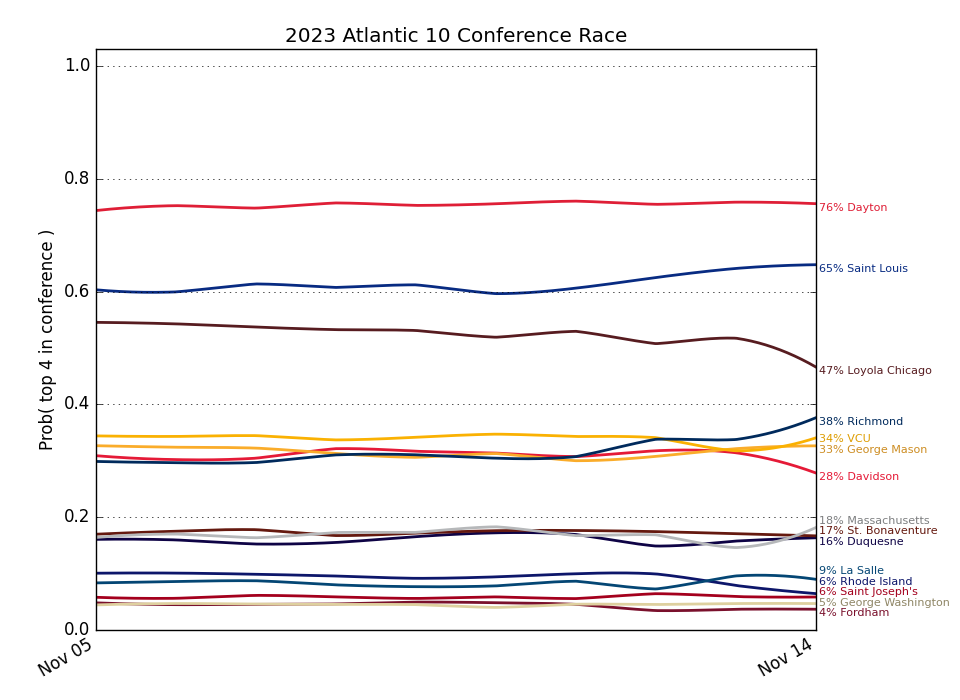 2023 Atlantic 10 Conference Race
Prob( top 4 in conference )
1.0
0.8
0.6
0.4
0.2
0.0
Nov 05
Nov 14
76% Dayton
65% Saint Louis
47% Loyola Chicago
38% Richmond
34% VCU
33% George Mason
28% Davidson
18% Massachusetts
17% St. Bonaventure
16% Duquesne
9% La Salle
6% Rhode Island
6% Saint Joseph's
5% George Washington
4% Fordham